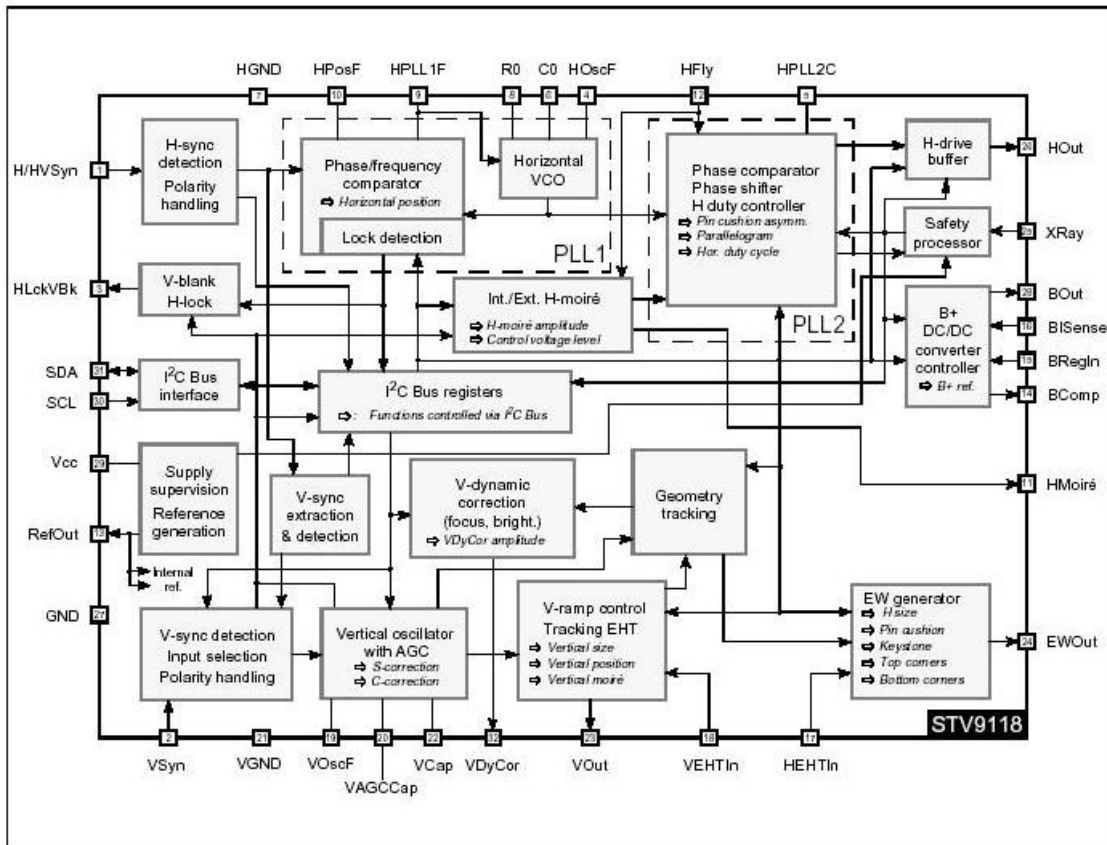 HGND HPosF HPLL1F R0 C0 HOscF HFly HPLL2C
7 10 9 8 6 4 12 5
H/HVSyn
1
H-sync
detection
Polarity
handling
Phase/frequency
comparator
⇨ Horizontal position
Lock detection
Horizontal
VCO
PLL1
Phase comparator
Phase shifter
H duty controller
⇨ Pin cushion asymm.
⇨ Parallelogram
⇨ Hor. duty cycle
PLL2
H-drive
buffer
26 HOut
Safety
processor
25 XRay
HLckVBk
3
V-blank
H-lock
Int./Ext. H-moiré
⇨ H-moiré amplitude
⇨ Control voltage level
B+
DC/DC
converter
controller
⇨ B+ ref.
28 BOut
16 BISense
15 BRegIn
14 BComp
SDA
31
SCL
30
I²C Bus
interface
I²C Bus registers
⇨: Functions controlled via I²C Bus
Vcc
29
Supply
supervision
Reference
generation
V-sync
extraction
& detection
V-dynamic
correction
(focus, bright.)
⇨ VDyCor amplitude
Geometry
tracking
11 HMoiré
RefOut
13
Internal
ref.
GND
27
V-sync detection
Input selection
Polarity handling
Vertical oscillator
with AGC
⇨ S-correction
⇨ C-correction
V-ramp control
Tracking EHT
⇨ Vertical size
⇨ Vertical position
⇨ Vertical moiré
EW generator
⇨ H size
⇨ Pin cushion
⇨ Keystone
⇨ Top corners
⇨ Bottom corners
24 EWOut
STV9118
2 21 19 20 22 32 23 18 17
VSyn VGND VOscF VCap VDyCor VOut VEHTIn HEHTIn
VAGCCap